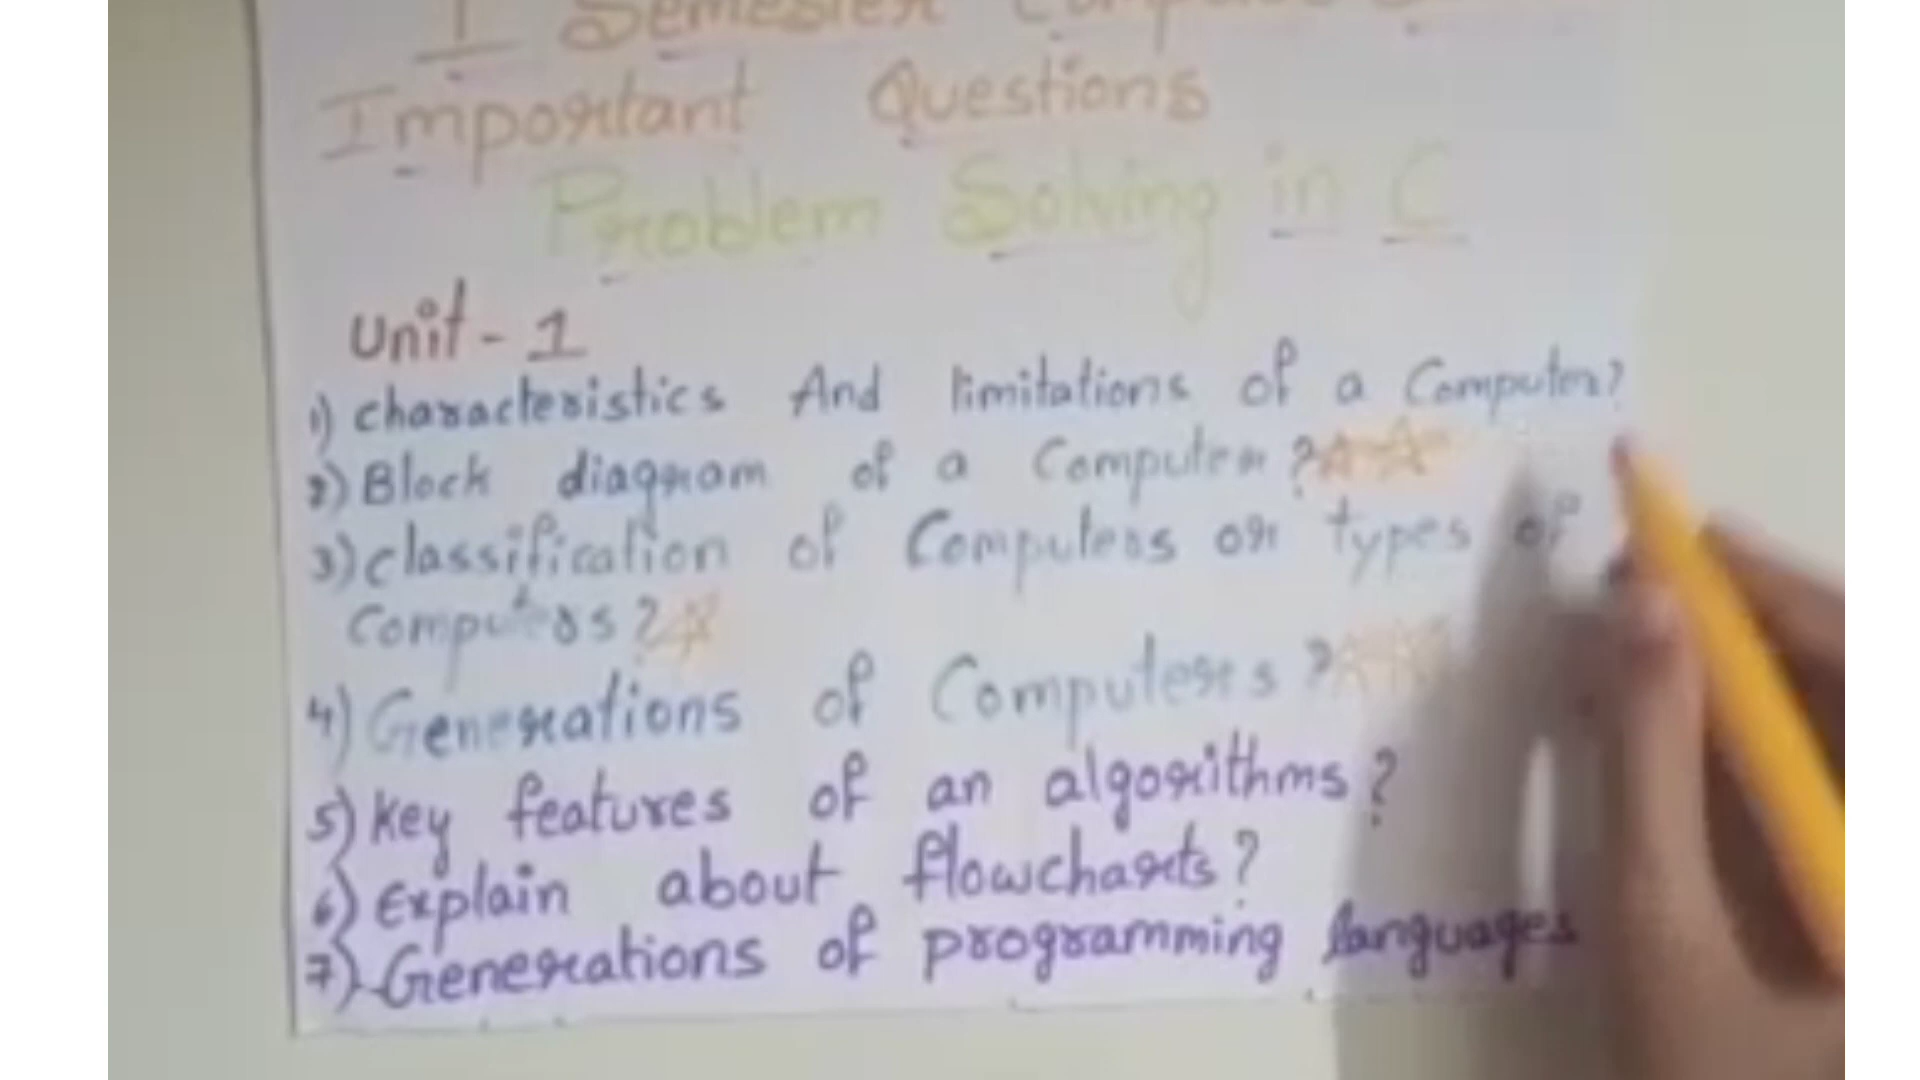 I Semester Computer
Important Questions
Problem Solving in C
Unit - 1
1) characteristics And limitations of a Computer?
2) Block diagram of a Computer?
3) classification of Computers or types of
Computers?
4) Generations of Computers?
5) key features of an algorithms?
6) Explain about flowcharts?
7) Generations of programming languages